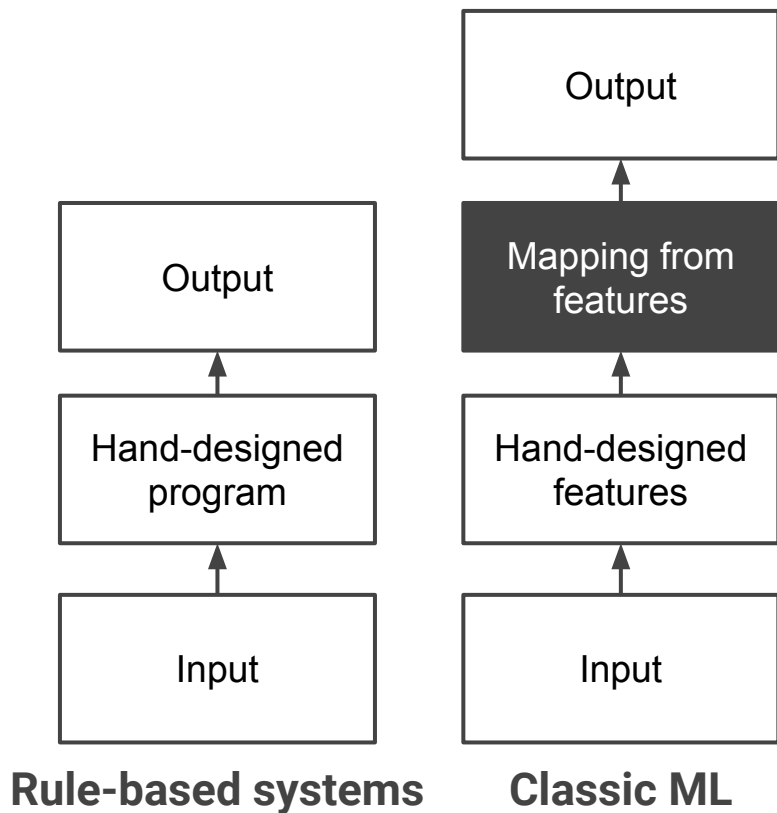 Output
Mapping from
features
Output
Hand-designed
program
Hand-designed
features
Input
Input
Rule-based systems
Classic ML